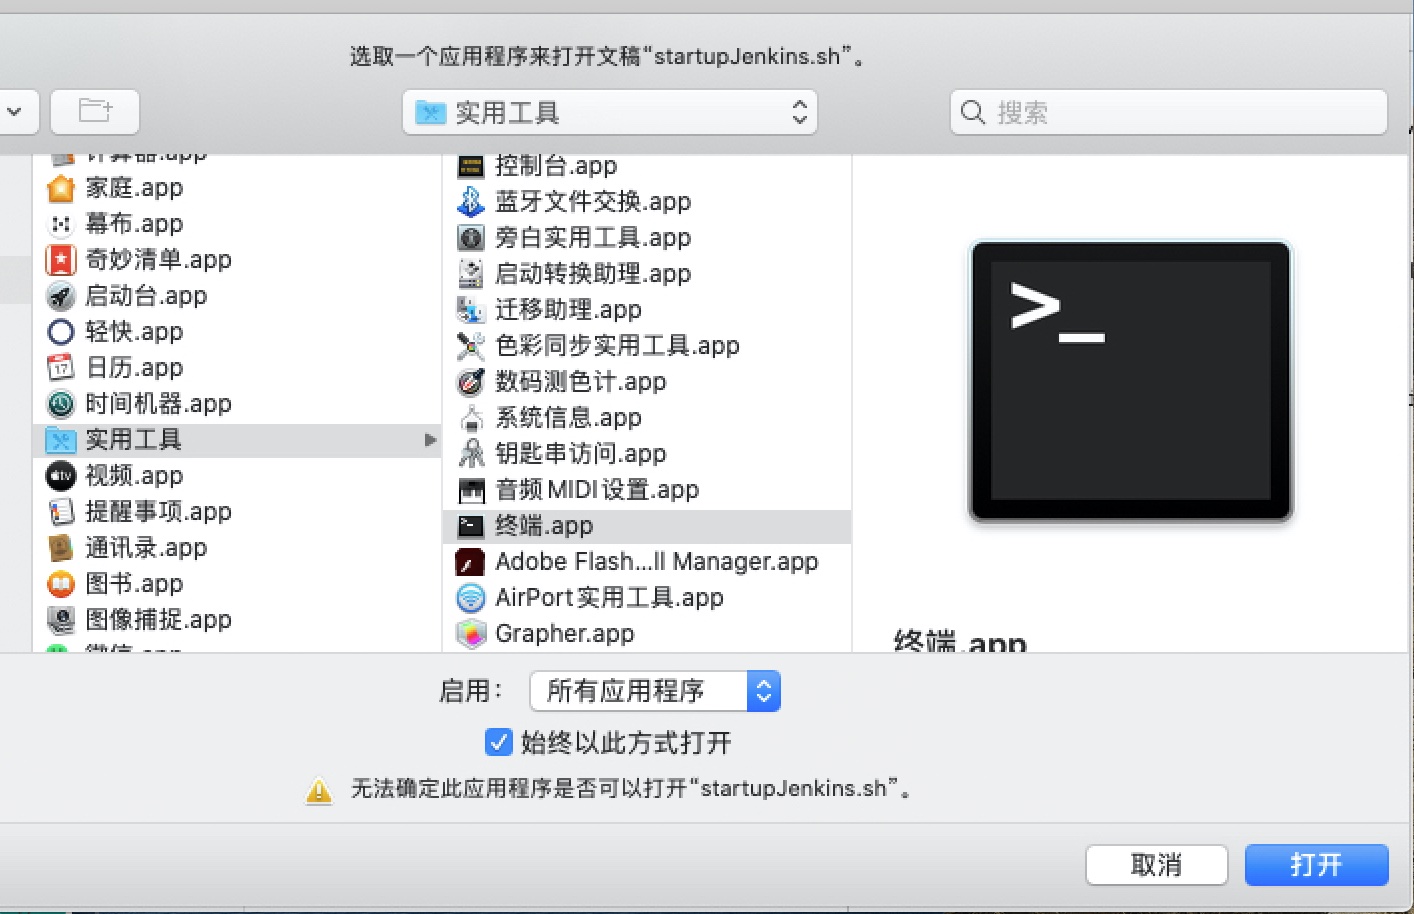 选取一个应用程序来打开文稿“startupJenkins.sh”。
实用工具
搜索
计算器.app
家庭.app
幕布.app
奇妙清单.app
启动台.app
轻快.app
日历.app
时间机器.app
实用工具
视频.app
提醒事项.app
通讯录.app
图书.app
图像捕捉.app
微信.app
控制台.app
蓝牙文件交换.app
旁白实用工具.app
启动转换助理.app
迁移助理.app
色彩同步实用工具.app
数码测色计.app
系统信息.app
钥匙串访问.app
音频 MIDI 设置.app
终端.app
Adobe Flash...ll Manager.app
AirPort 实用工具.app
Grapher.app
>_
终端.app
启用：
所有应用程序
始终以此方式打开
无法确定此应用程序是否可以打开“startupJenkins.sh”。
取消
打开